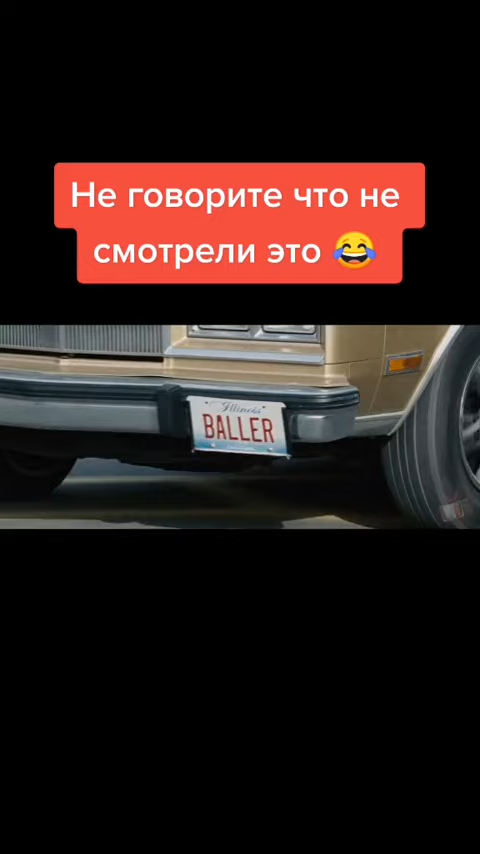 Не говорите что не
смотрели это 😂
Illinois
BALLER